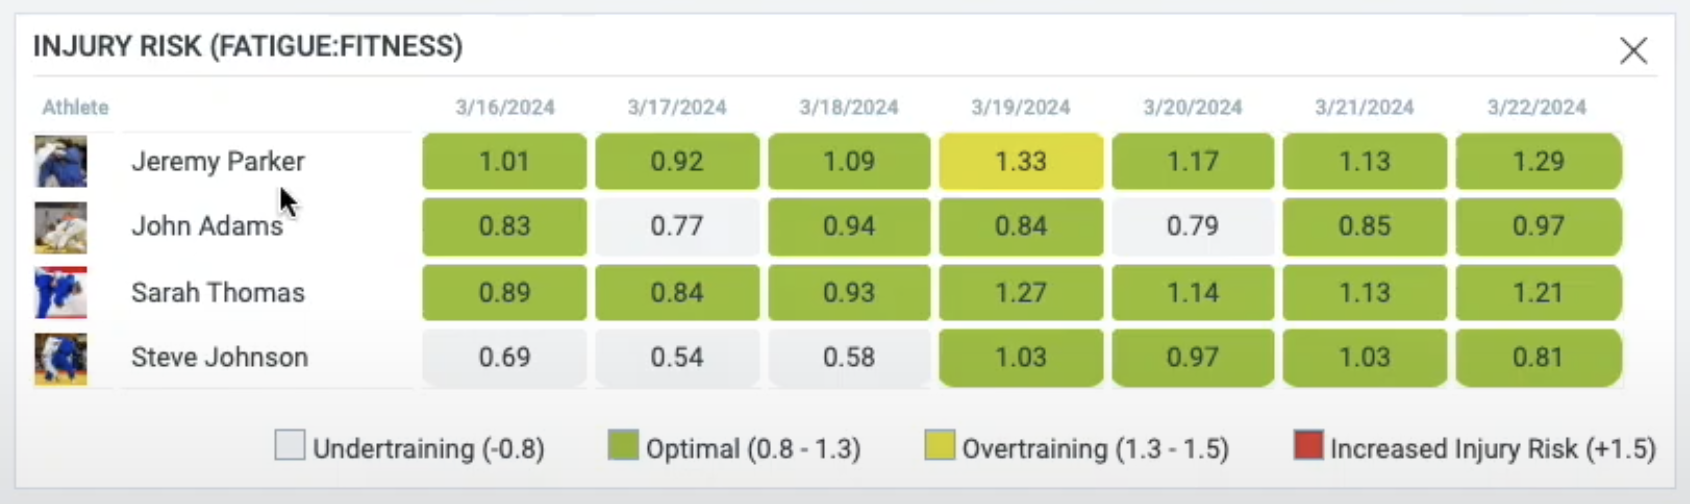 INJURY RISK (FATIGUE:FITNESS)
Athlete 3/16/2024 3/17/2024 3/18/2024 3/19/2024 3/20/2024 3/21/2024 3/22/2024
Jeremy Parker 1.01 0.92 1.09 1.33 1.17 1.13 1.29
John Adams 0.83 0.77 0.94 0.84 0.79 0.85 0.97
Sarah Thomas 0.89 0.84 0.93 1.27 1.14 1.13 1.21
Steve Johnson 0.69 0.54 0.58 1.03 0.97 1.03 0.81
Undertraining (-0.8) Optimal (0.8 - 1.3) Overtraining (1.3 - 1.5) Increased Injury Risk (+1.5)